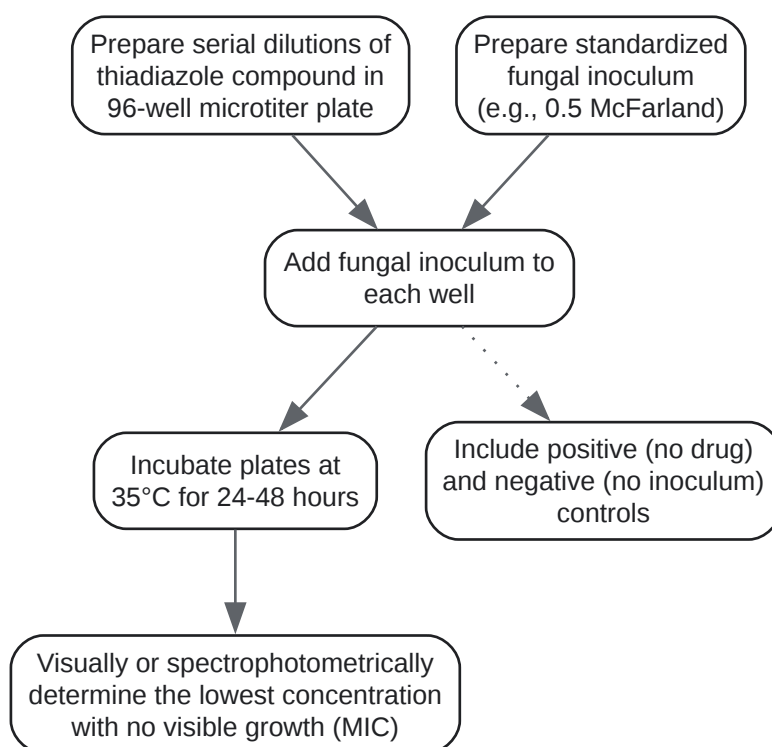 Prepare serial dilutions of
thiadiazole compound in
96-well microtiter plate
Prepare standardized
fungal inoculum
(e.g., 0.5 McFarland)
Add fungal inoculum to
each well
Incubate plates at
35°C for 24-48 hours
Include positive (no drug)
and negative (no inoculum)
controls
Visually or spectrophotometrically
determine the lowest concentration
with no visible growth (MIC)